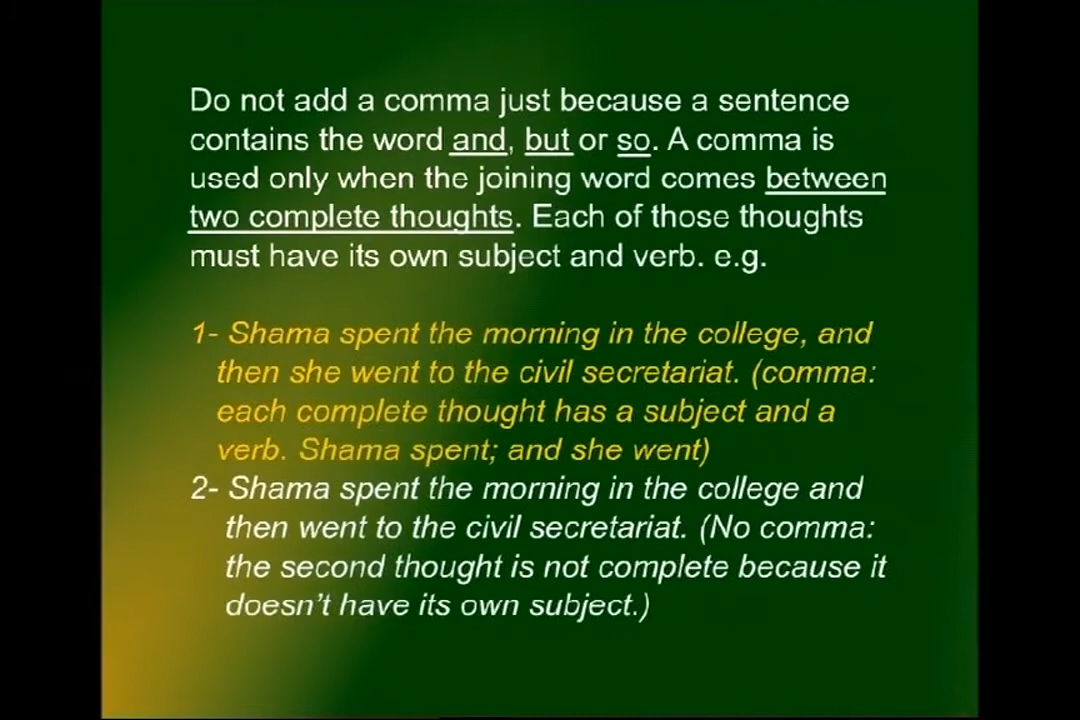 Do not add a comma just because a sentence
contains the word and, but or so. A comma is
used only when the joining word comes between
two complete thoughts. Each of those thoughts
must have its own subject and verb. e.g.
1- Shama spent the morning in the college, and
then she went to the civil secretariat. (comma:
each complete thought has a subject and a
verb. Shama spent; and she went)
2- Shama spent the morning in the college and
then went to the civil secretariat. (No comma:
the second thought is not complete because it
doesn't have its own subject.)